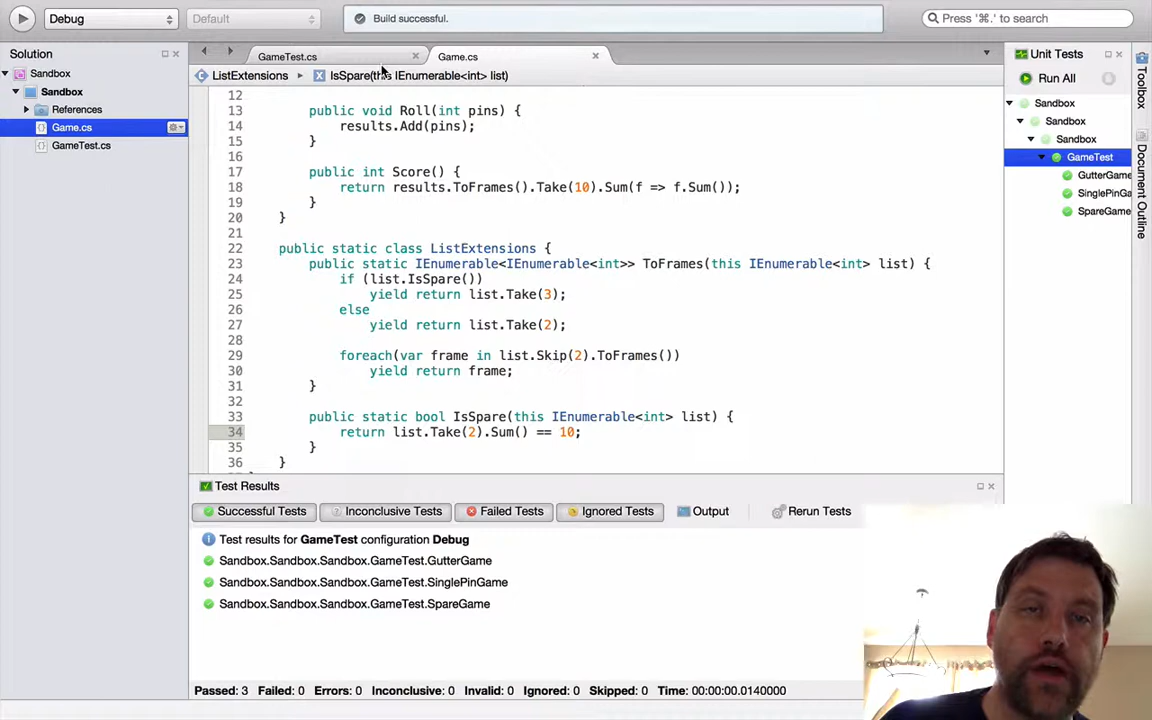 Debug
Default
Build successful.
Press '⌘.' to search
Solution
GameTest.cs
Game.cs
Unit Tests
Sandbox
ListExtensions
IsSpare(this IEnumerable<int> list)
Run All
Sandbox
References
Game.cs
GameTest.cs
Sandbox
Sandbox
Sandbox
GameTest
GutterGame
SinglePinGa
SpareGame
Toolbox
Document Outline
12
13 public void Roll(int pins) {
14 results.Add(pins);
15 }
16
17 public int Score() {
18 return results.ToFrames().Take(10).Sum(f => f.Sum());
19 }
20 }
21
22 public static class ListExtensions {
23 public static IEnumerable<IEnumerable<int>> ToFrames(this IEnumerable<int> list) {
24 if (list.IsSpare())
25 yield return list.Take(3);
26 else
27 yield return list.Take(2);
28
29 foreach(var frame in list.Skip(2).ToFrames())
30 yield return frame;
31 }
32
33 public static bool IsSpare(this IEnumerable<int> list) {
34 return list.Take(2).Sum() == 10;
35 }
36 }
Test Results
Successful Tests
Inconclusive Tests
Failed Tests
Ignored Tests
Output
Rerun Tests
Test results for GameTest configuration Debug
Sandbox.Sandbox.Sandbox.GameTest.GutterGame
Sandbox.Sandbox.Sandbox.GameTest.SinglePinGame
Sandbox.Sandbox.Sandbox.GameTest.SpareGame
Passed: 3 Failed: 0 Errors: 0 Inconclusive: 0 Invalid: 0 Ignored: 0 Skipped: 0 Time: 00:00:00.0140000